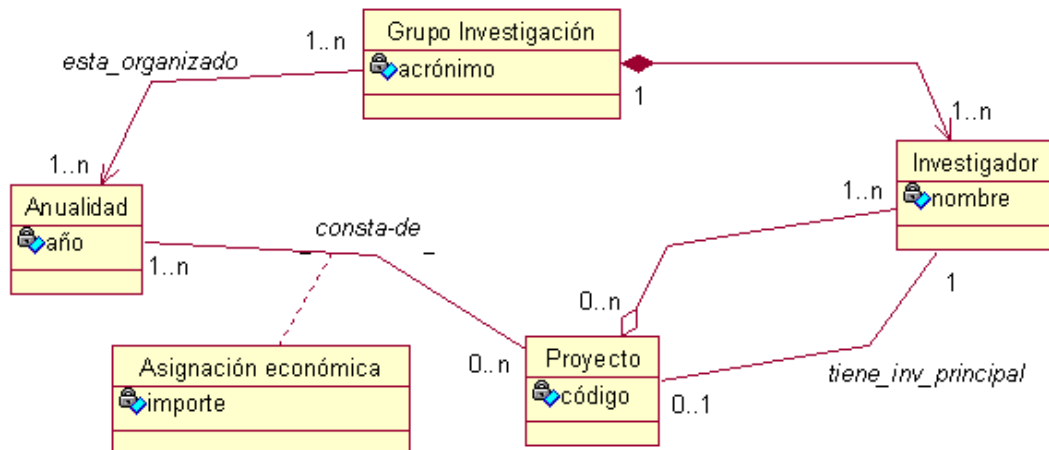 Grupo Investigación
1..n
acrónimo
esta_organizado
1
1..n
1..n
Investigador
nombre
Anualidad
año
1..n
consta-de_
1..n
1
0..n
Proyecto
código
0..n
0..1
tiene_inv_principal
Asignación económica
importe